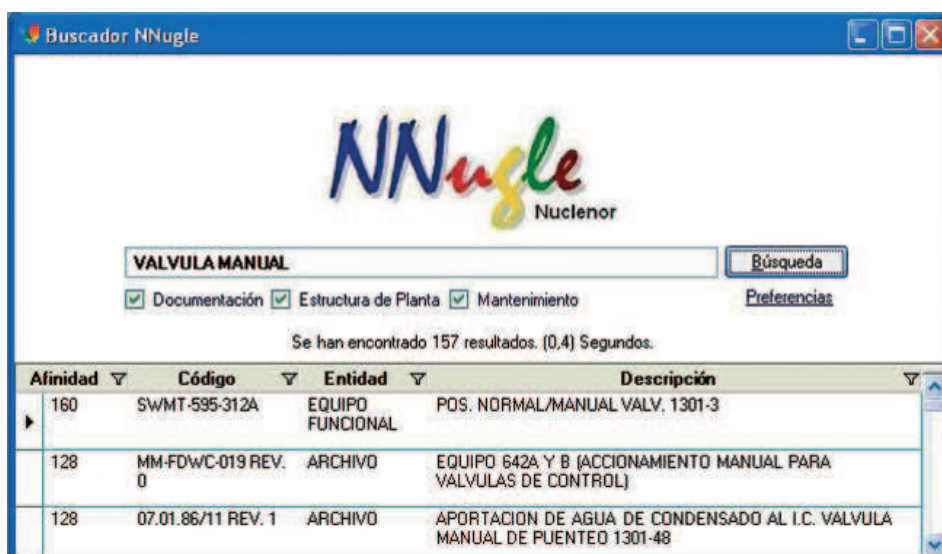 Buscador NNugle
NNugle
Nuclenor
VALVULA MANUAL
Búsqueda
Documentación Estructura de Planta Mantenimiento
Preferencias
Se han encontrado 157 resultados. (0,4) Segundos.
Afinidad Código Entidad Descripción
160 SWMT-595-312A EQUIPO POS. NORMAL/MANUAL VALV. 1301-3
FUNCIONAL
128 MM-FDWC-019 REV. ARCHIVO EQUIPO 642A Y B (ACCIONAMIENTO MANUAL PARA
0 VALVULAS DE CONTROL)
128 07.01.86/11 REV. 1 ARCHIVO APORTACION DE AGUA DE CONDENSADO AL I.C. VALVULA
MANUAL DE PUENTEO 1301-48